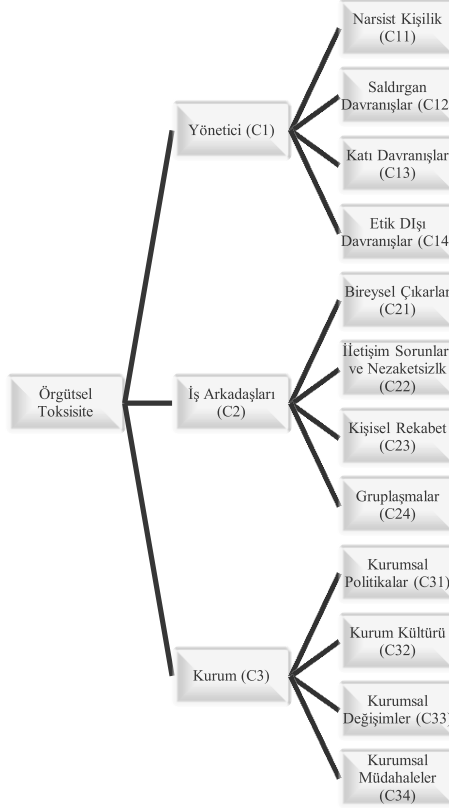 Örgütsel
Toksisite
Yönetici (C1)
Narsist Kişilik
(C11)
Saldırgan
Davranışlar (C12
Katı Davranışlar
(C13)
Etik DIşı
Davranışlar (C14
İş Arkadaşları
(C2)
Bireysel Çıkarlar
(C21)
İİetişim Sorunlar
ve Nezaketsizlk
(C22)
Kişisel Rekabet
(C23)
Gruplaşmalar
(C24)
Kurum (C3)
Kurumsal
Politikalar (C31)
Kurum Kültürü
(C32)
Kurumsal
Değişimler (C33)
Kurumsal
Müdahaleler
(C34)